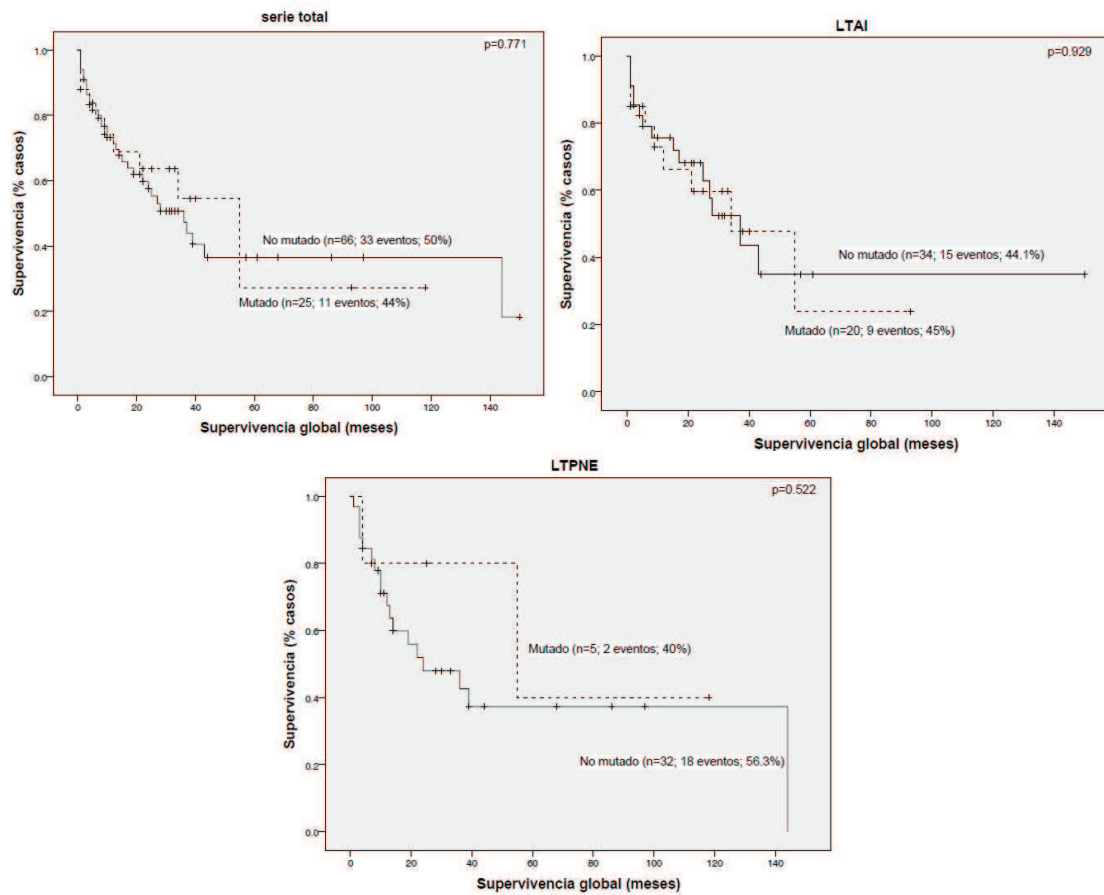 serie total
p=0.771
1.0
0.8
0.6
0.4
0.2
0.0
Supervivencia (% casos)
No mutado (n=66; 33 eventos; 50%)
Mutado (n=25; 11 eventos; 44%)
0 20 40 60 80 100 120 140
Supervivencia global (meses)
LTAI
p=0.929
1.0
0.8
0.6
0.4
0.2
0.0
Supervivencia (% casos)
No mutado (n=34; 15 eventos; 44.1%)
Mutado (n=20; 9 eventos; 45%)
0 20 40 60 80 100 120 140
Supervivencia global (meses)
LTPNE
p=0.522
1.0
0.8
0.6
0.4
0.2
0.0
Supervivencia (% casos)
Mutado (n=5; 2 eventos; 40%)
No mutado (n=32; 18 eventos; 56.3%)
0 20 40 60 80 100 120 140
Supervivencia global (meses)